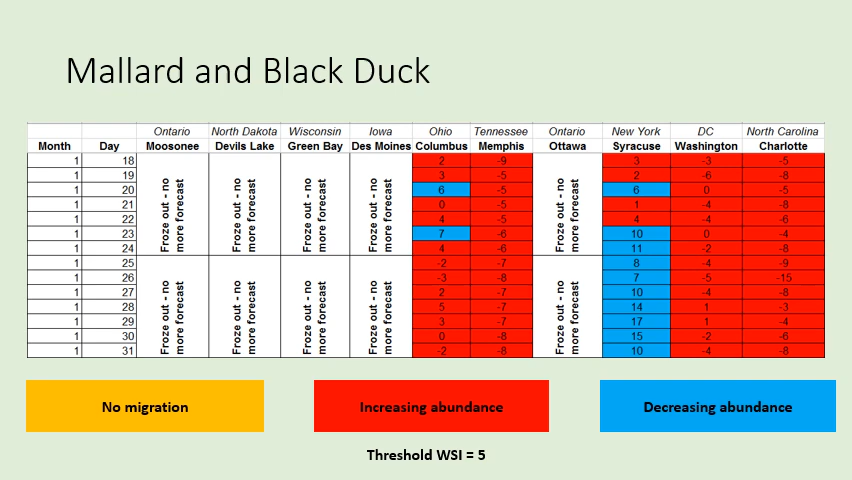 Mallard and Black Duck
Ontario North Dakota Wisconsin Iowa Ohio Tennessee Ontario New York DC North Carolina
Month Day Moosonee Devils Lake Green Bay Des Moines Columbus Memphis Ottawa Syracuse Washington Charlotte
1 18 2 -9 3 -3 -5
1 19 3 -5 2 -6 -8
1 20 6 -5 6 0 -5
1 21 0 -5 1 -4 -8
1 22 4 -5 4 -4 -6
1 23 7 -6 10 0 -4
1 24 4 -6 11 -2 -8
Froze out - no
more forecast
Froze out - no
more forecast
Froze out - no
more forecast
Froze out - no
more forecast
Froze out - no
more forecast
1 25 -2 -7 8 -4 -9
1 26 -3 -8 7 -5 -15
1 27 2 -7 10 -4 -8
1 28 5 -7 14 1 -3
1 29 3 -7 17 1 -4
1 30 0 -8 15 -2 -6
1 31 -2 -8 10 -4 -8
Froze out - no
more forecast
Froze out - no
more forecast
Froze out - no
more forecast
Froze out - no
more forecast
Froze out - no
more forecast
No migration
Increasing abundance
Decreasing abundance
Threshold WSI = 5